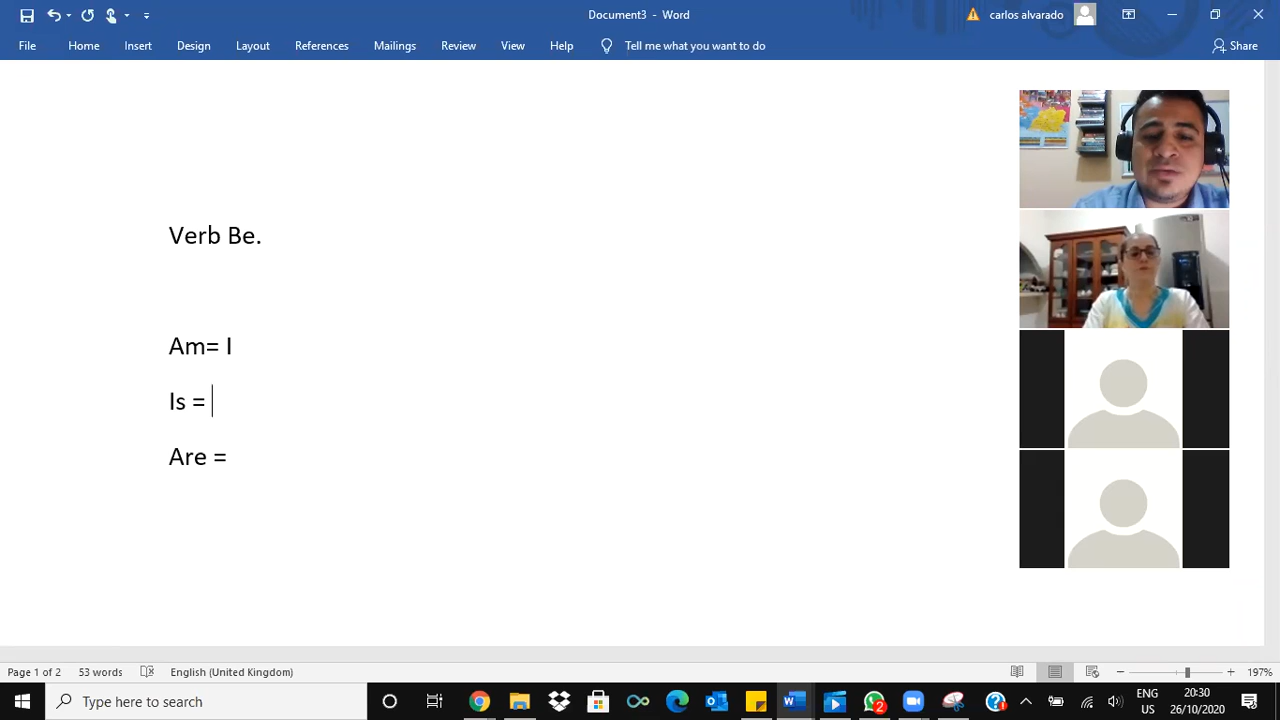 Document3 - Word
carlos alvarado
File Home Insert Design Layout References Mailings Review View Help Tell me what you want to do Share
Verb Be.
Am= I
Is =
Are =
Page 1 of 2 53 words English (United Kingdom) 197%
Type here to search
2
ENG
US
20:30
26/10/2020